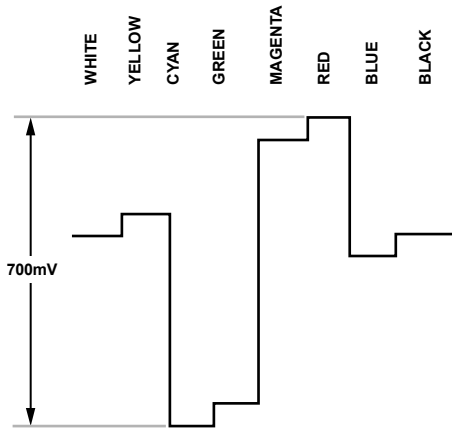 WHITE
YELLOW
CYAN
GREEN
MAGENTA
RED
BLUE
BLACK
700mV